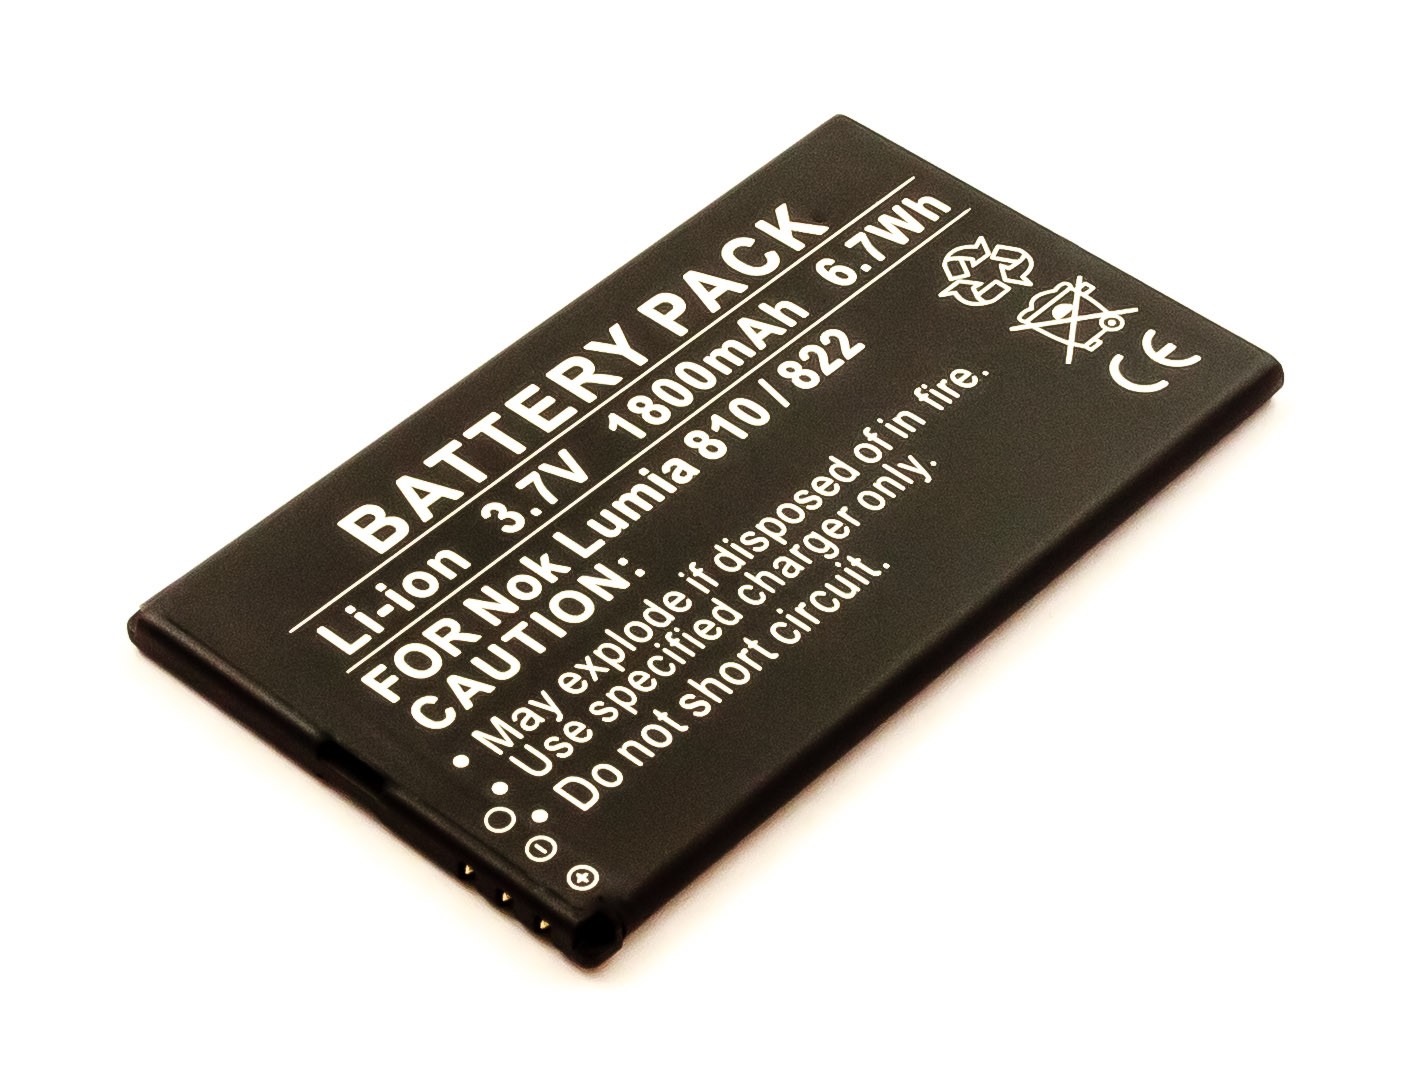 BATTERY PACK
Li-ion 3.7V 1800mAh 6.7Wh
FOR Nok Lumia 810 / 822
CAUTION:
• May explode if disposed of in fire.
• Use specified charger only.
• Do not short circuit.
CE